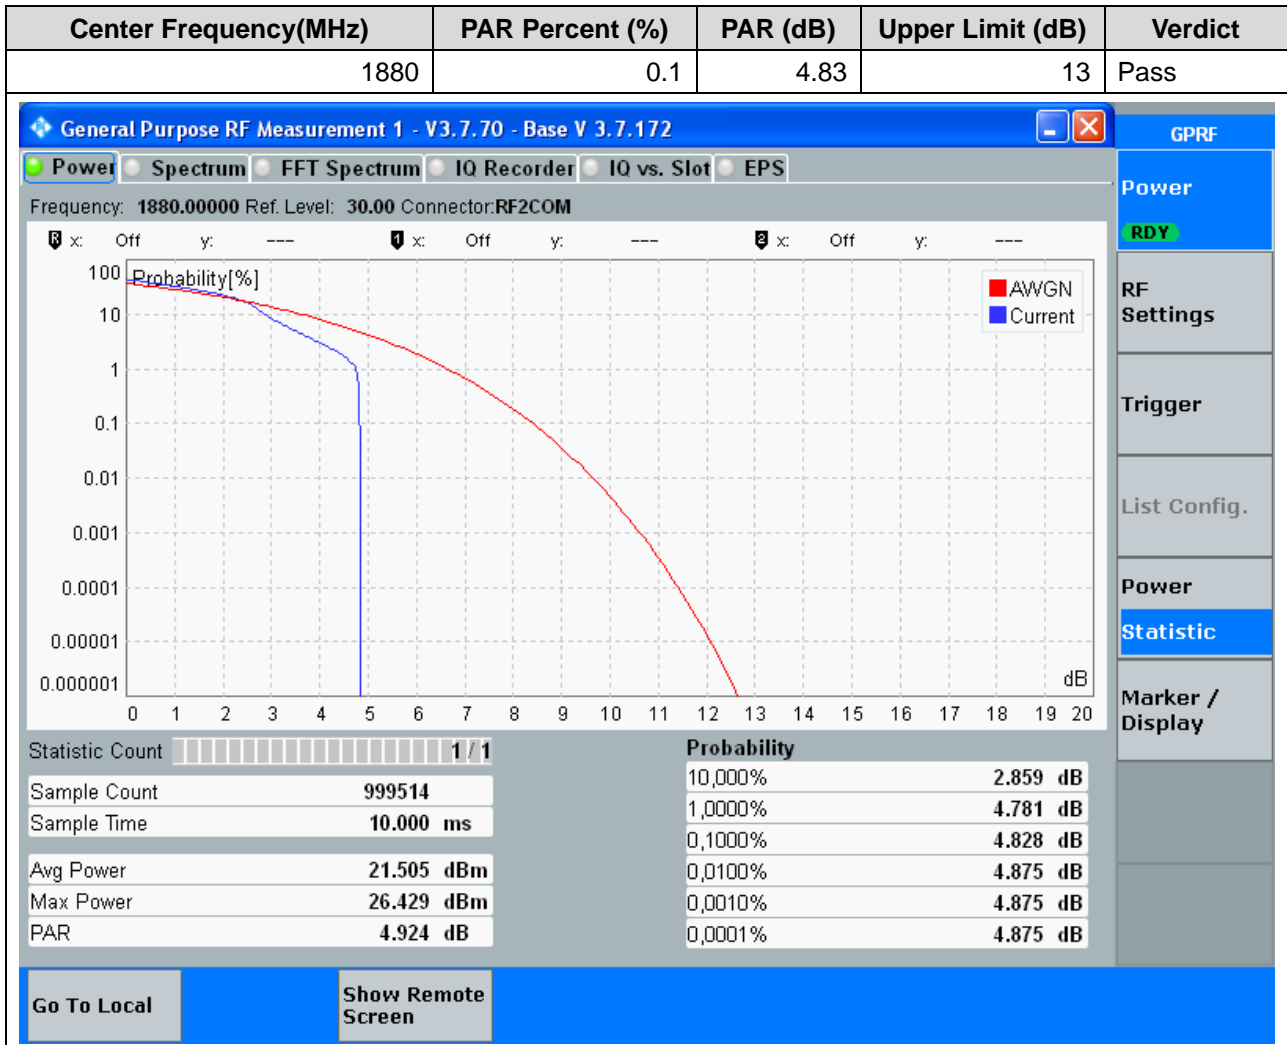 Center Frequency(MHz) PAR Percent (%) PAR (dB) Upper Limit (dB) Verdict
1880 0.1 4.83 13 Pass
General Purpose RF Measurement 1 - V3.7.70 - Base V 3.7.172
GPRF
Power Spectrum FFT Spectrum IQ Recorder IQ vs. Slot EPS
Power
RDY
Frequency: 1880.00000 Ref. Level: 30.00 Connector:RF2COM
R x: Off y: --- 1 x: Off y: --- 2 x: Off y: ---
Probability[%]
AWGN
Current
100
10
1
0.1
0.01
0.001
0.0001
0.00001
0.000001
dB
0 1 2 3 4 5 6 7 8 9 10 11 12 13 14 15 16 17 18 19 20
RF
Settings
Trigger
List Config.
Power
Statistic
Marker /
Display
Statistic Count 1 / 1
Sample Count 999514
Sample Time 10.000 ms
Avg Power 21.505 dBm
Max Power 26.429 dBm
PAR 4.924 dB
Probability
10,000% 2.859 dB
1,0000% 4.781 dB
0,1000% 4.828 dB
0,0100% 4.875 dB
0,0010% 4.875 dB
0,0001% 4.875 dB
Go To Local
Show Remote
Screen